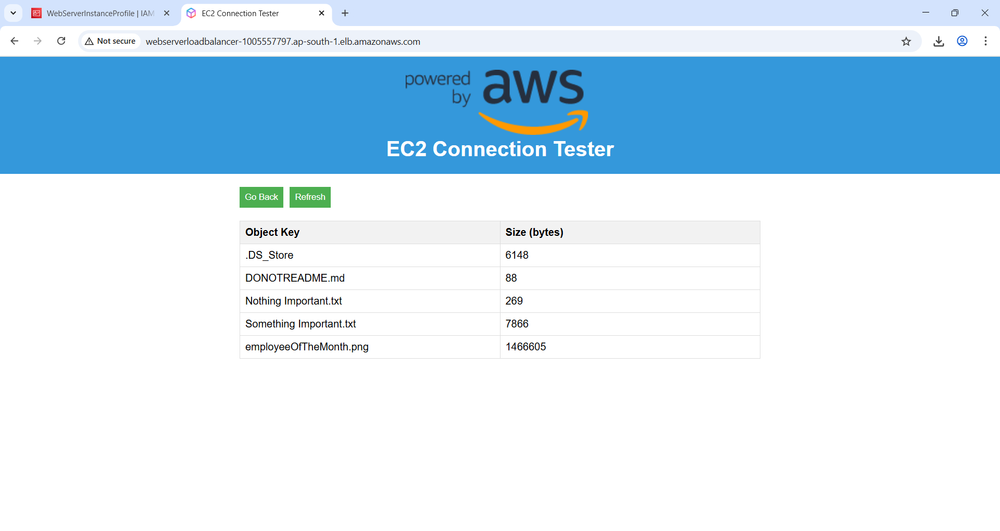 WebServerInstanceProfile | IAM
EC2 Connection Tester
Not secure
webserverloadbalancer-1005557797.ap-south-1.elb.amazonaws.com
powered by aws
EC2 Connection Tester
Go Back
Refresh
Object Key
Size (bytes)
.DS_Store
6148
DONOTREADME.md
88
Nothing Important.txt
269
Something Important.txt
7866
employeeOfTheMonth.png
1466605